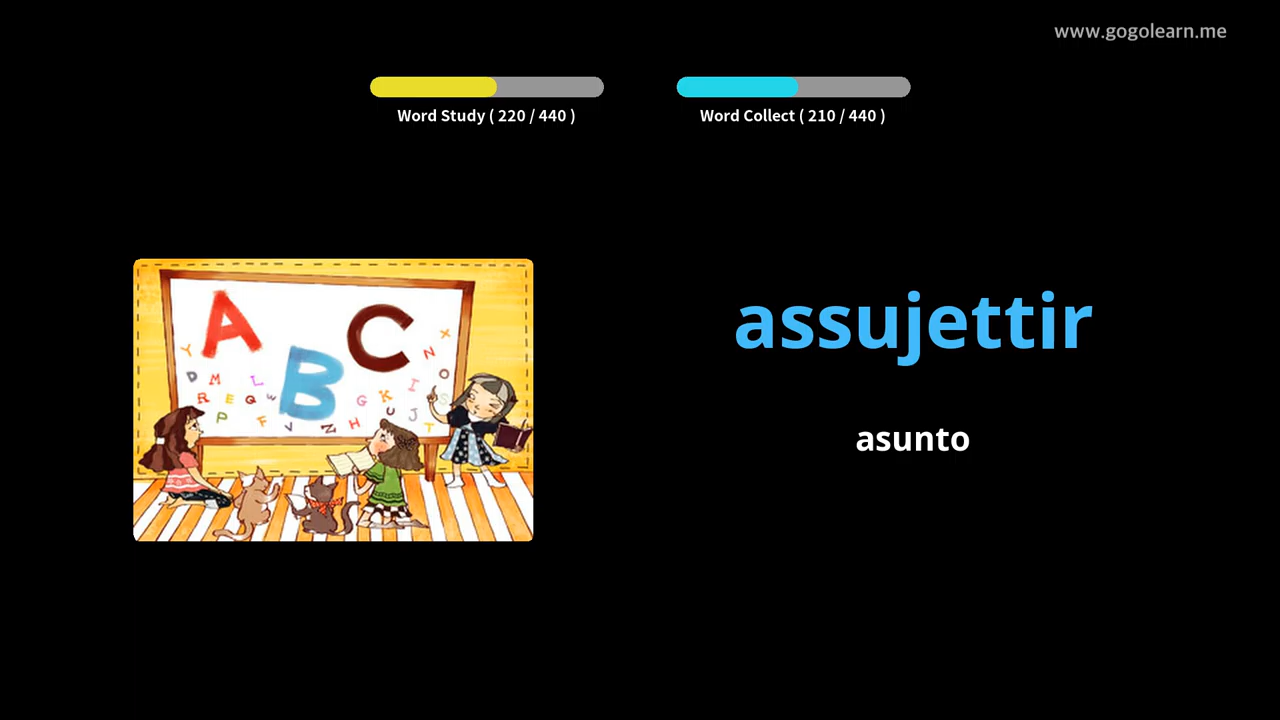 www.gogolearn.me
Word Study ( 220 / 440 )
Word Collect ( 210 / 440 )
assujettir
asunto
A
C
B
Y
X
N
D
M
L
O
R
E
Q
W
G
K
I
S
P
F
V
Z
H
U
J
T